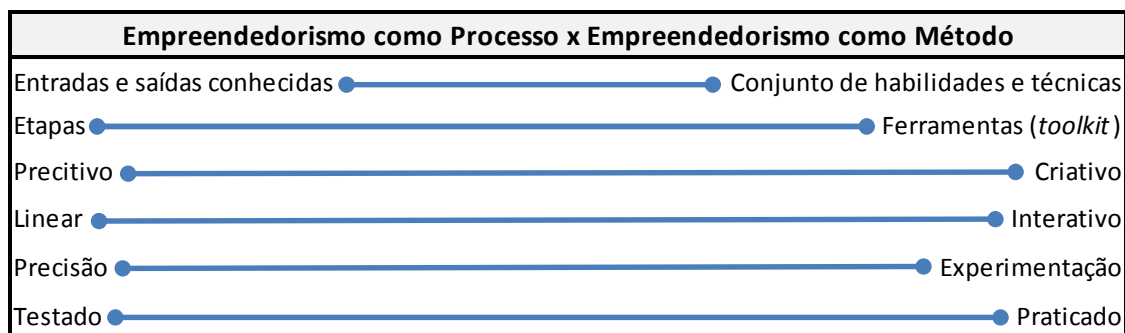 Empreendedorismo como Processo x Empreendedorismo como Método
Entradas e saídas conhecidas Conjunto de habilidades e técnicas
Etapas Ferramentas (toolkit)
Precitivo Criativo
Linear Interativo
Precisão Experimentação
Testado Praticado